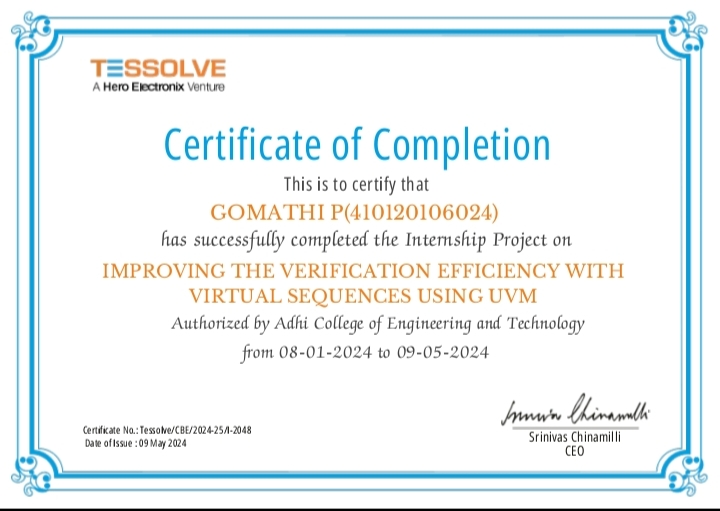 TESSOLVE
A Hero Electronix Venture
Certificate of Completion
This is to certify that
GOMATHI P(410120106024)
has successfully completed the Internship Project on
IMPROVING THE VERIFICATION EFFICIENCY WITH
VIRTUAL SEQUENCES USING UVM
Authorized by Adhi College of Engineering and Technology
from 08-01-2024 to 09-05-2024
Srinivas Chinamilli
CEO
Certificate No.: Tessolve/CBE/2024-25/I-2048
Date of Issue : 09 May 2024